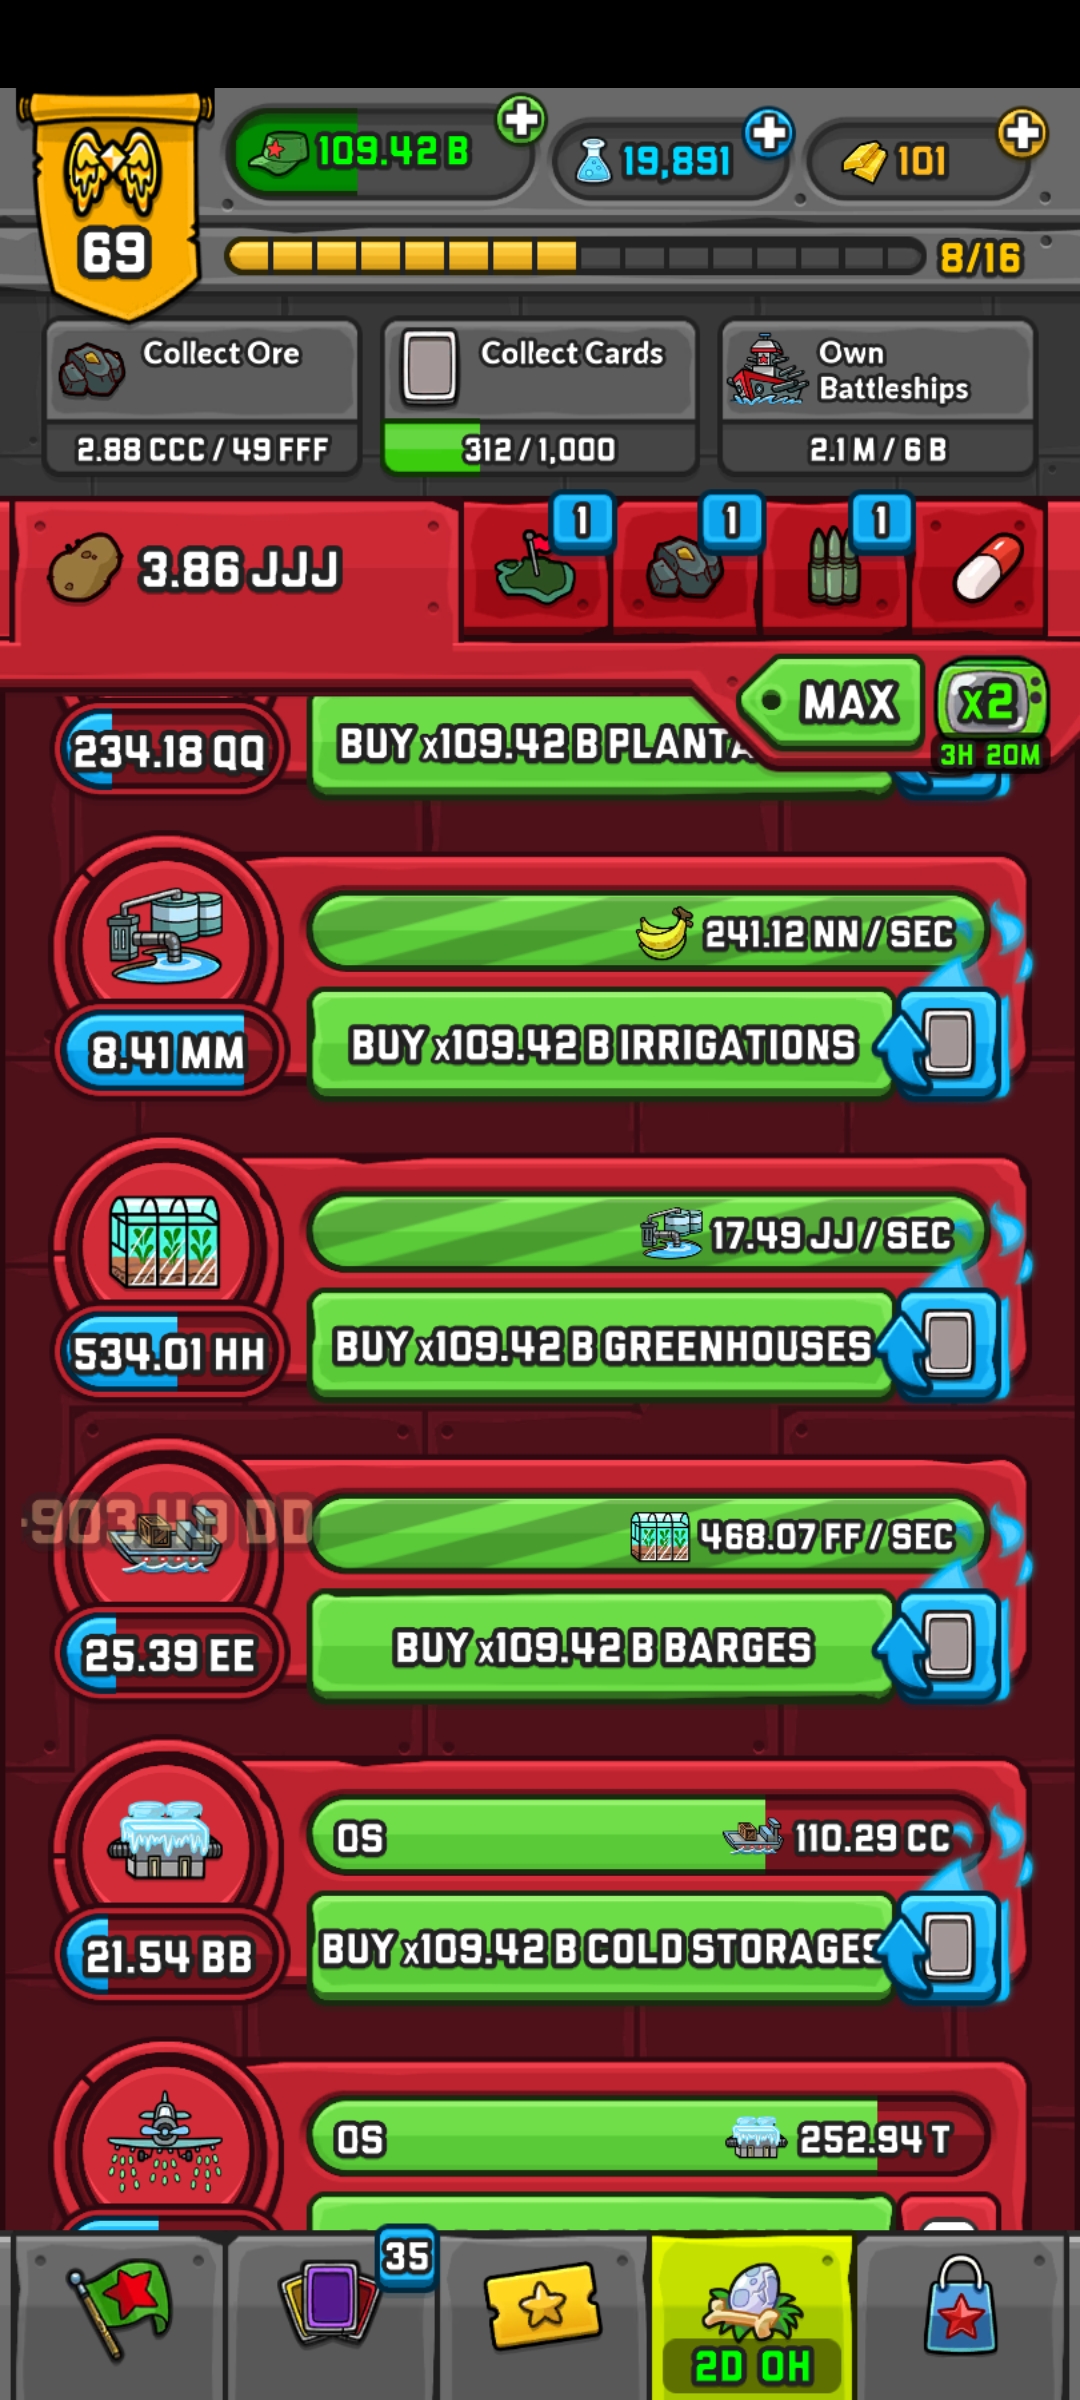 109.42 B
19,891
101
69
8/16
Collect Ore
2.88 CCC / 49 FFF
Collect Cards
312 / 1,000
Own
Battleships
2.1 M / 6 B
3.86 JJJ
1
1
1
MAX
x2
3H 20M
234.18 QQ
BUY x109.42 B PLANTA
241.12 NN / SEC
8.41 MM
BUY x109.42 B IRRIGATIONS
17.49 JJ / SEC
534.01 HH
BUY x109.42 B GREENHOUSES
468.07 FF / SEC
25.39 EE
BUY x109.42 B BARGES
0S
110.29 CC
21.54 BB
BUY x109.42 B COLD STORAGES
0S
252.94 T
35
2D 0H